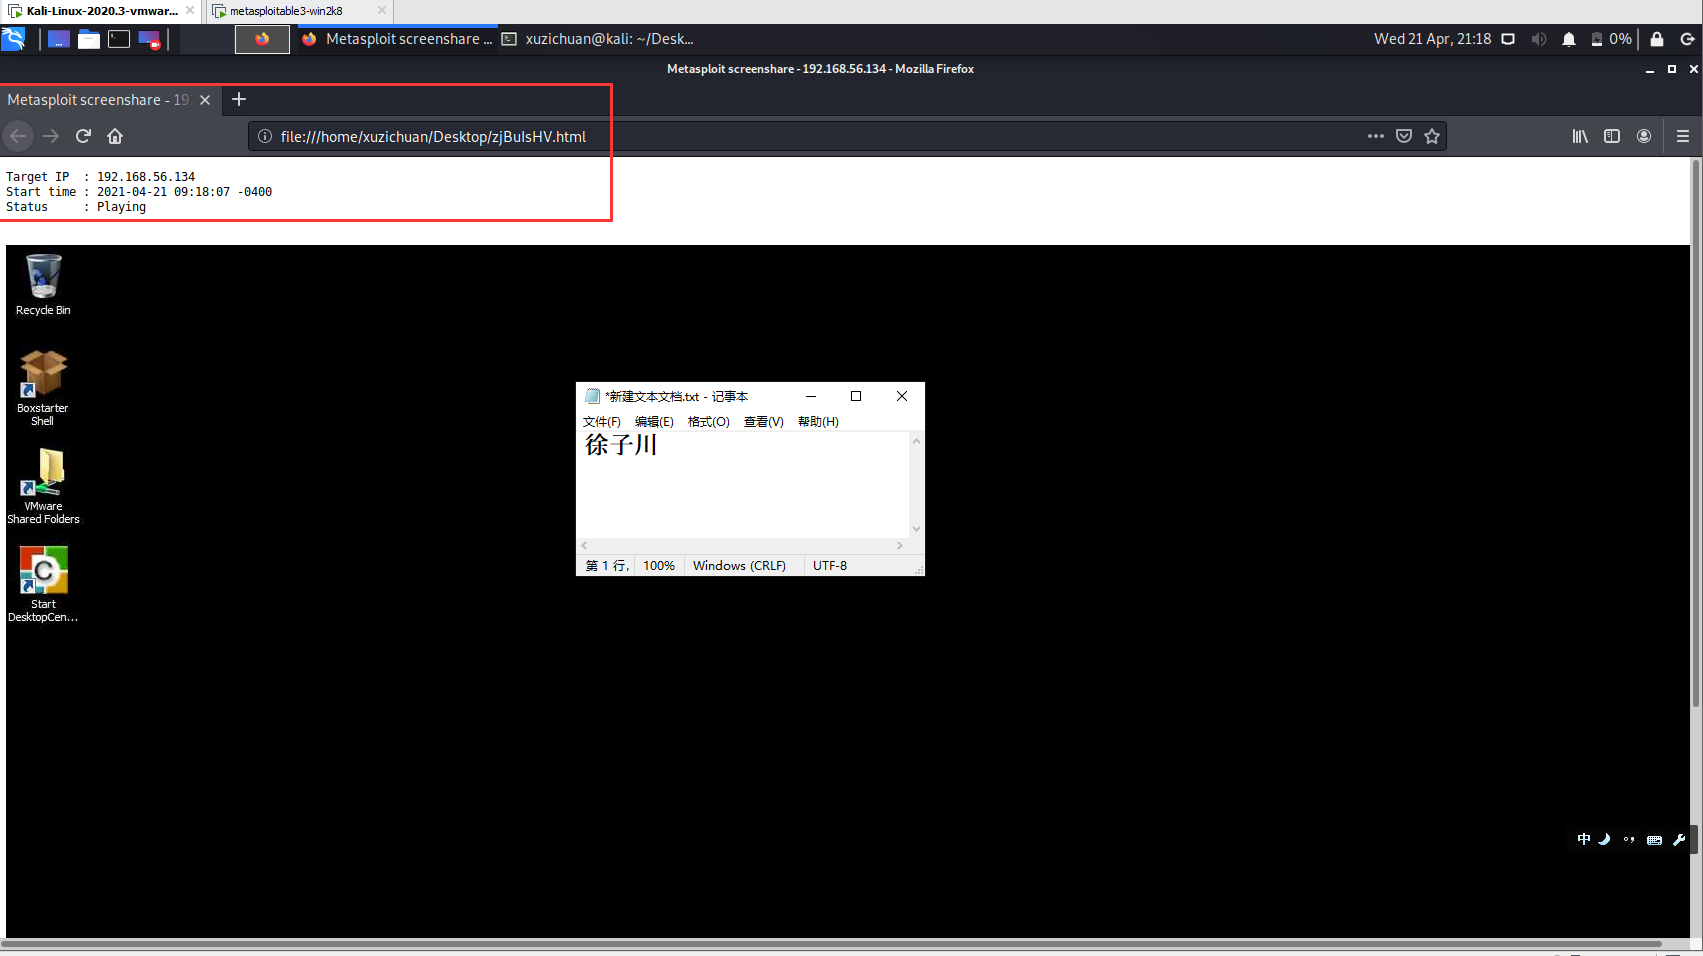 Kali-Linux-2020.3-vmwar... metasploitable3-win2k8
Metasploit screenshare ... xuzichuan@kali: ~/Desk... Wed 21 Apr, 21:18 0%
Metasploit screenshare - 192.168.56.134 - Mozilla Firefox
Metasploit screenshare - 19
file:///home/xuzichuan/Desktop/zjBuIsHV.html
Target IP : 192.168.56.134
Start time : 2021-04-21 09:18:07 -0400
Status : Playing
Recycle Bin
Boxstarter
Shell
VMware
Shared Folders
C
Start
DesktopCen...
*新建文本文档.txt - 记事本
文件(F) 编辑(E) 格式(O) 查看(V) 帮助(H)
徐子川
第 1 行, 100% Windows (CRLF) UTF-8
中